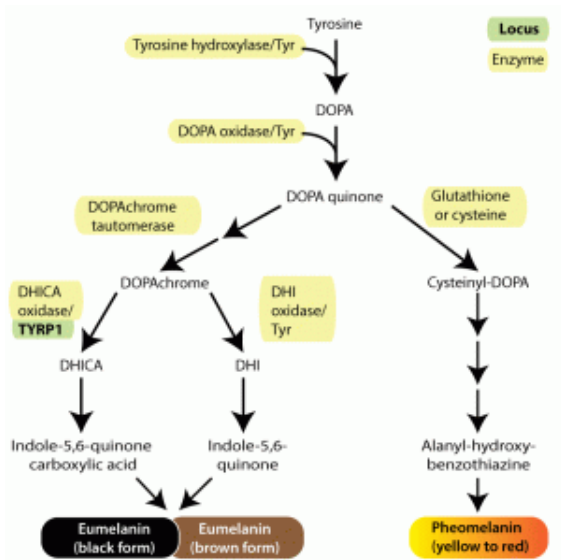 Tyrosine
Locus
Tyrosine hydroxylase/Tyr
Enzyme
DOPA
DOPA oxidase/Tyr
DOPA quinone
DOPAchrome
tautomerase
Glutathione
or cysteine
DOPAchrome
Cysteinyl-DOPA
DHICA
oxidase/
TYRP1
DHI
oxidase/
Tyr
DHICA
DHI
Indole-5,6-quinone
carboxylic acid
Indole-5,6-
quinone
Alanyl-hydroxy-
benzothiazine
Eumelanin
(black form)
Eumelanin
(brown form)
Pheomelanin
(yellow to red)